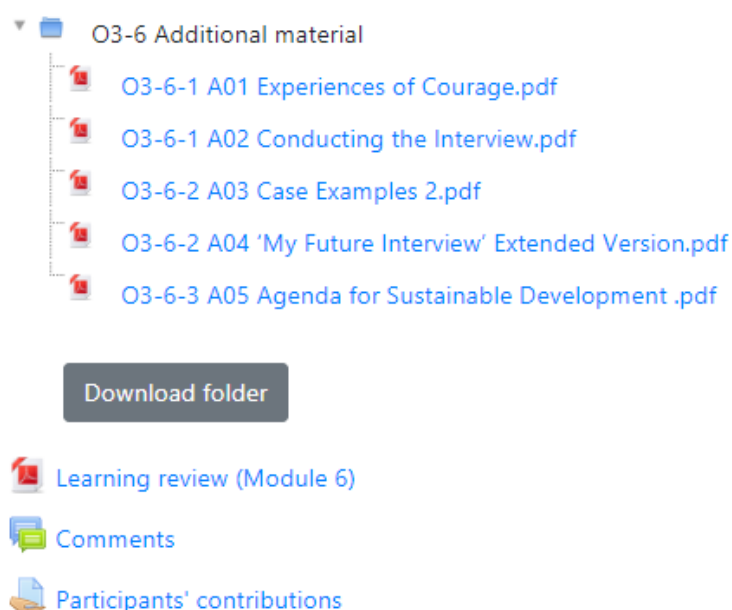 O3-6 Additional material
O3-6-1 A01 Experiences of Courage.pdf
O3-6-1 A02 Conducting the Interview.pdf
O3-6-2 A03 Case Examples 2.pdf
O3-6-2 A04 ‘My Future Interview’ Extended Version.pdf
O3-6-3 A05 Agenda for Sustainable Development .pdf
Download folder
Learning review (Module 6)
Comments
Participants' contributions